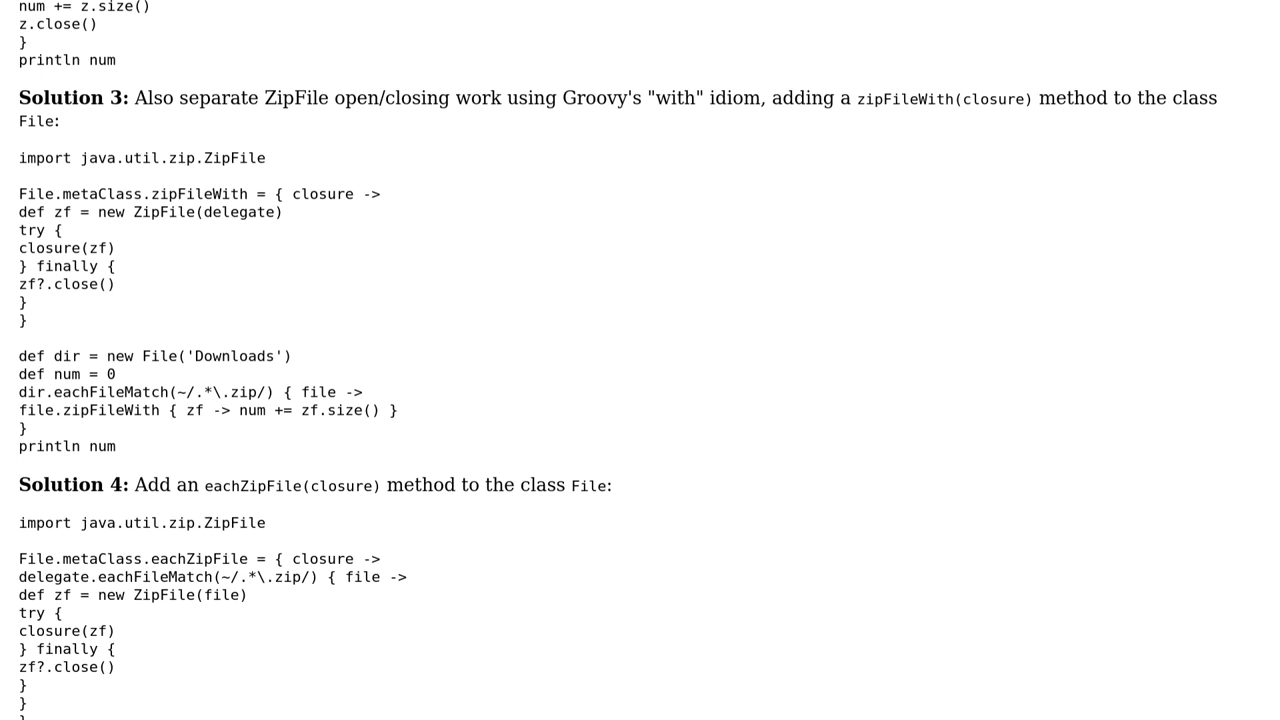 num += z.size()
z.close()
}
println num
Solution 3: Also separate ZipFile open/closing work using Groovy's "with" idiom, adding a zipFileWith(closure) method to the class
File:
import java.util.zip.ZipFile
File.metaClass.zipFileWith = { closure ->
def zf = new ZipFile(delegate)
try {
closure(zf)
} finally {
zf?.close()
}
}
def dir = new File('Downloads')
def num = 0
dir.eachFileMatch(~/.*\.zip/) { file ->
file.zipFileWith { zf -> num += zf.size() }
}
println num
Solution 4: Add an eachZipFile(closure) method to the class File:
import java.util.zip.ZipFile
File.metaClass.eachZipFile = { closure ->
delegate.eachFileMatch(~/.*\.zip/) { file ->
def zf = new ZipFile(file)
try {
closure(zf)
} finally {
zf?.close()
}
}
}